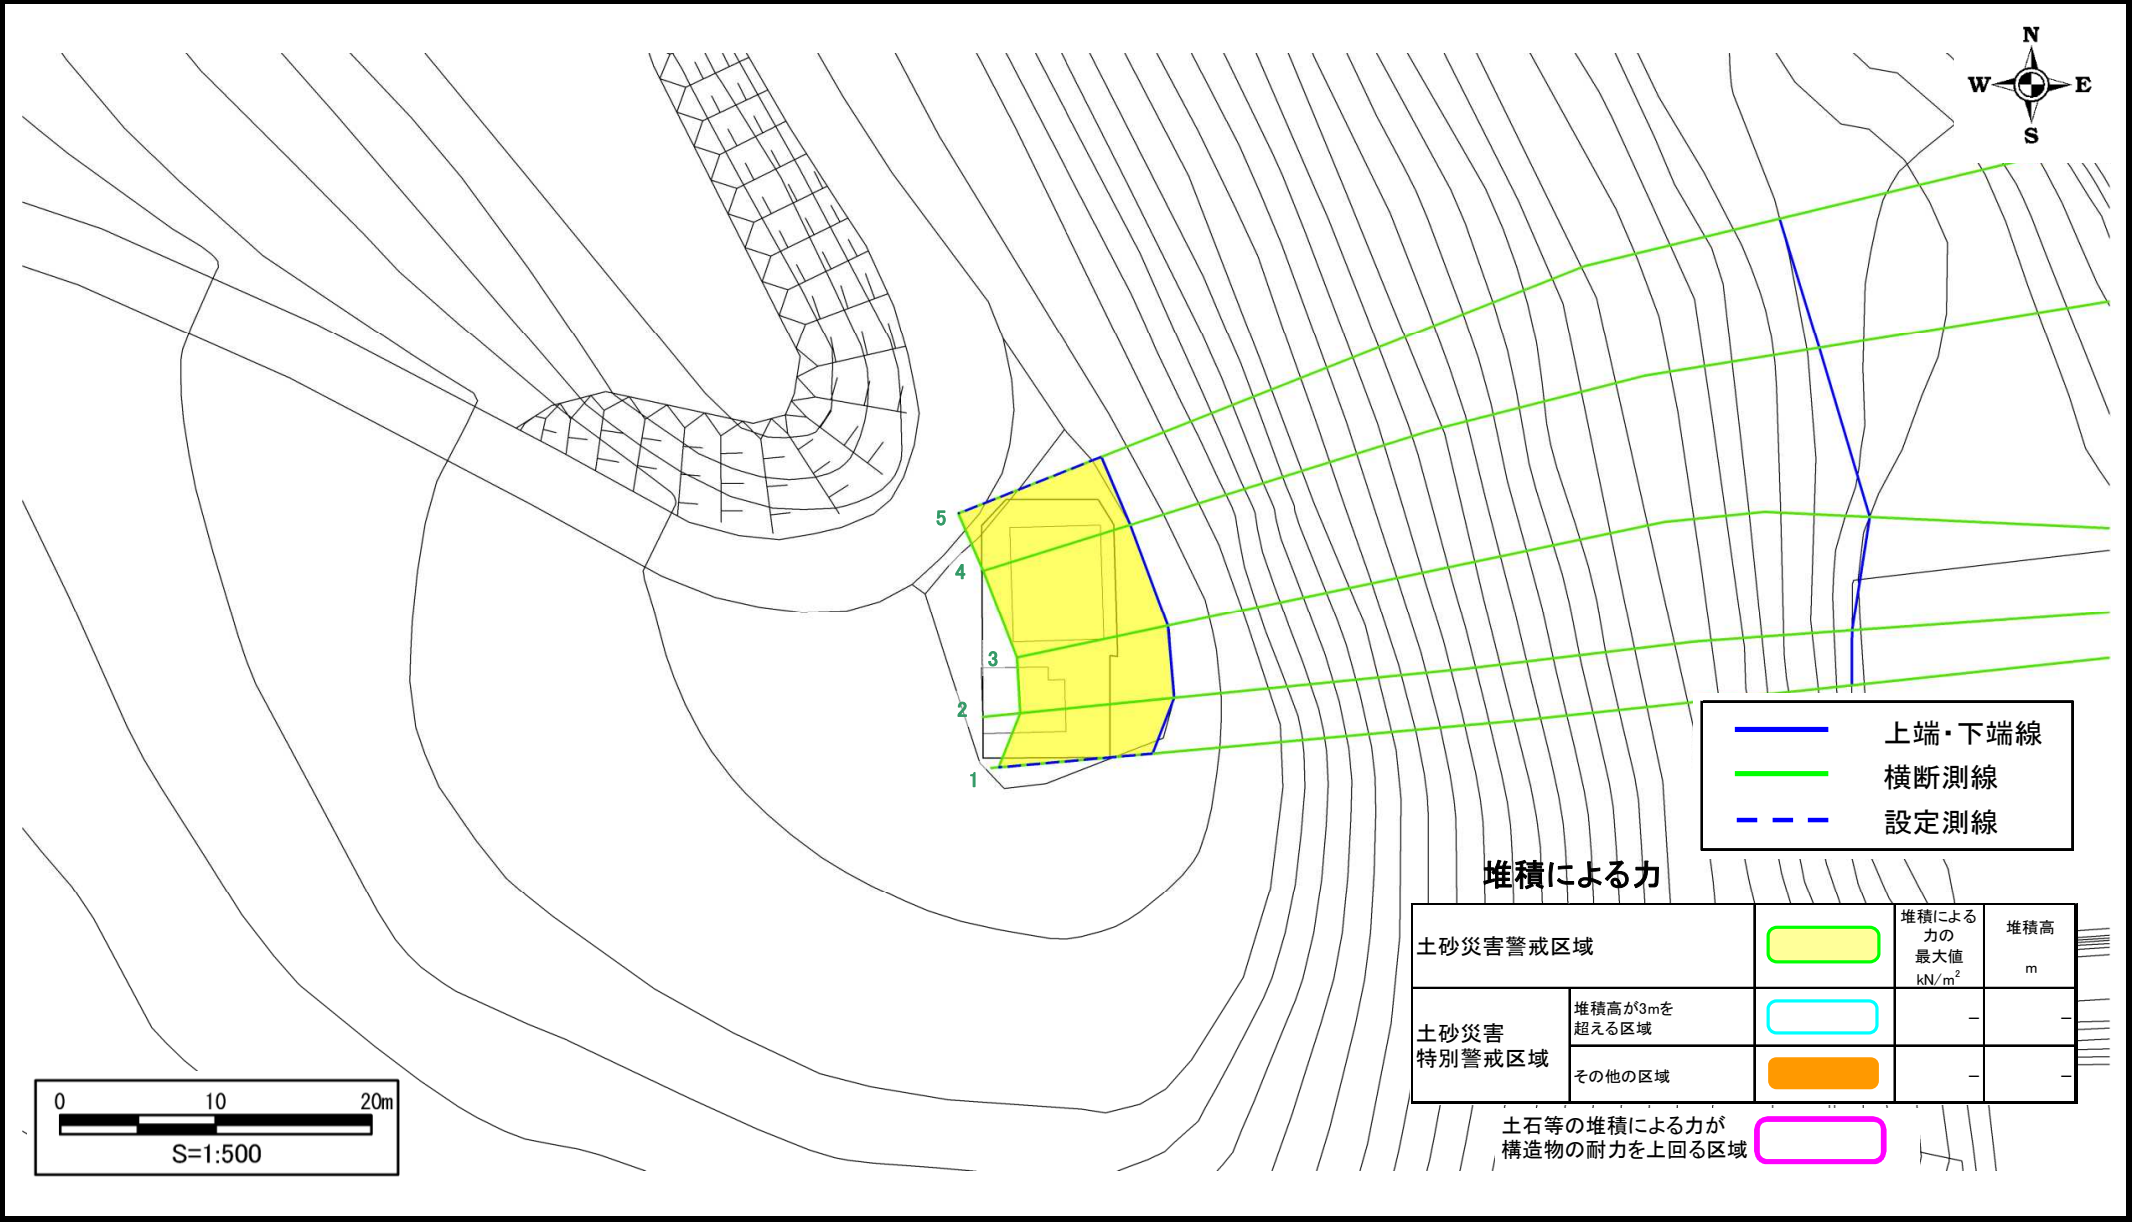 N
W E
S
5
4
3
2
1
上端・下端線
横断測線
設定測線
堆積による力
土砂災害警戒区域
堆積による
力の
最大値
kN/m²
堆積高
m
土砂災害
特別警戒区域
堆積高が3mを
超える区域
－ －
その他の区域
－ －
土石等の堆積による力が
構造物の耐力を上回る区域
0 10 20m
S=1:500